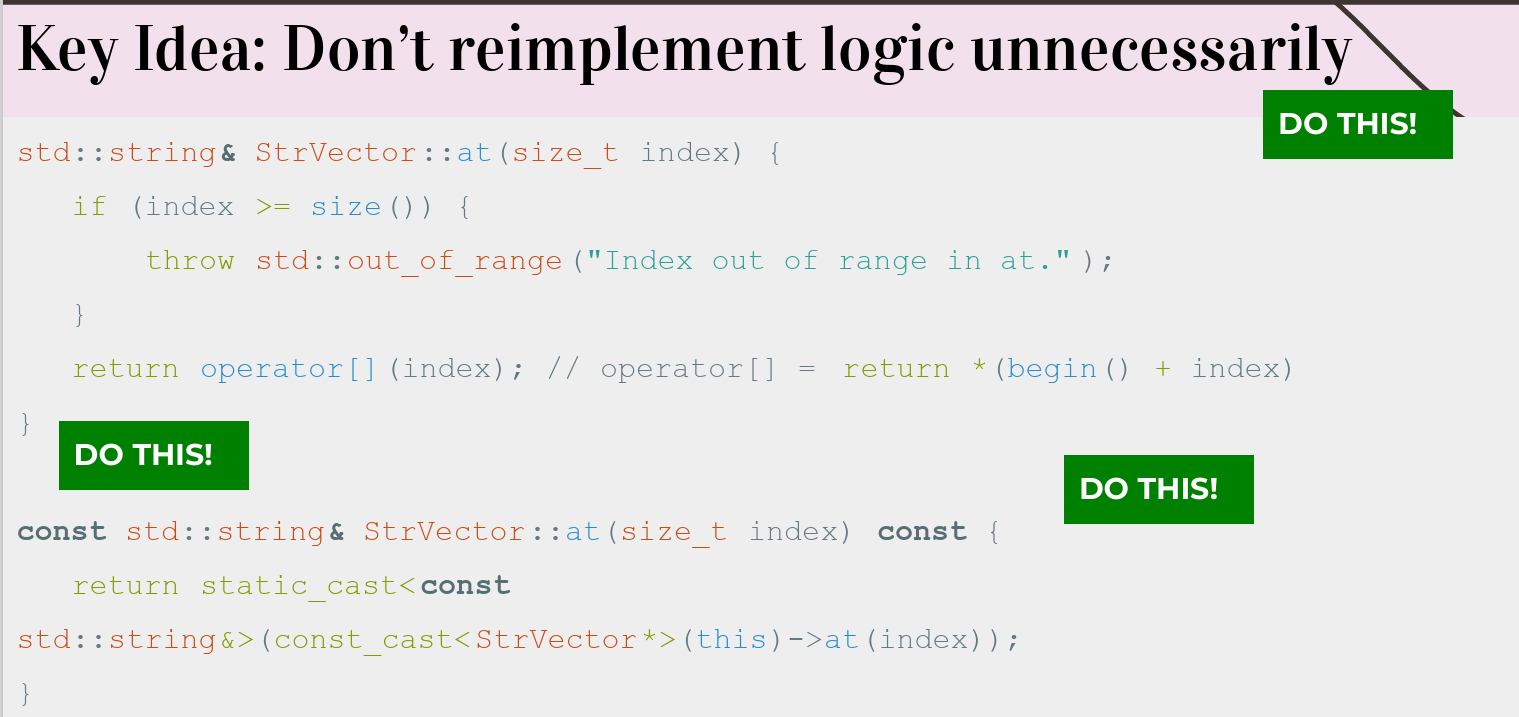 Key Idea: Don't reimplement logic unnecessarily
DO THIS!
std::string& StrVector::at(size_t index) {
if (index >= size()) {
throw std::out_of_range("Index out of range in at.");
}
return operator[](index); // operator[] = return *(begin() + index)
}
DO THIS!
DO THIS!
const std::string& StrVector::at(size_t index) const {
return static_cast<const
std::string&>(const_cast<StrVector*>(this)->at(index));
}